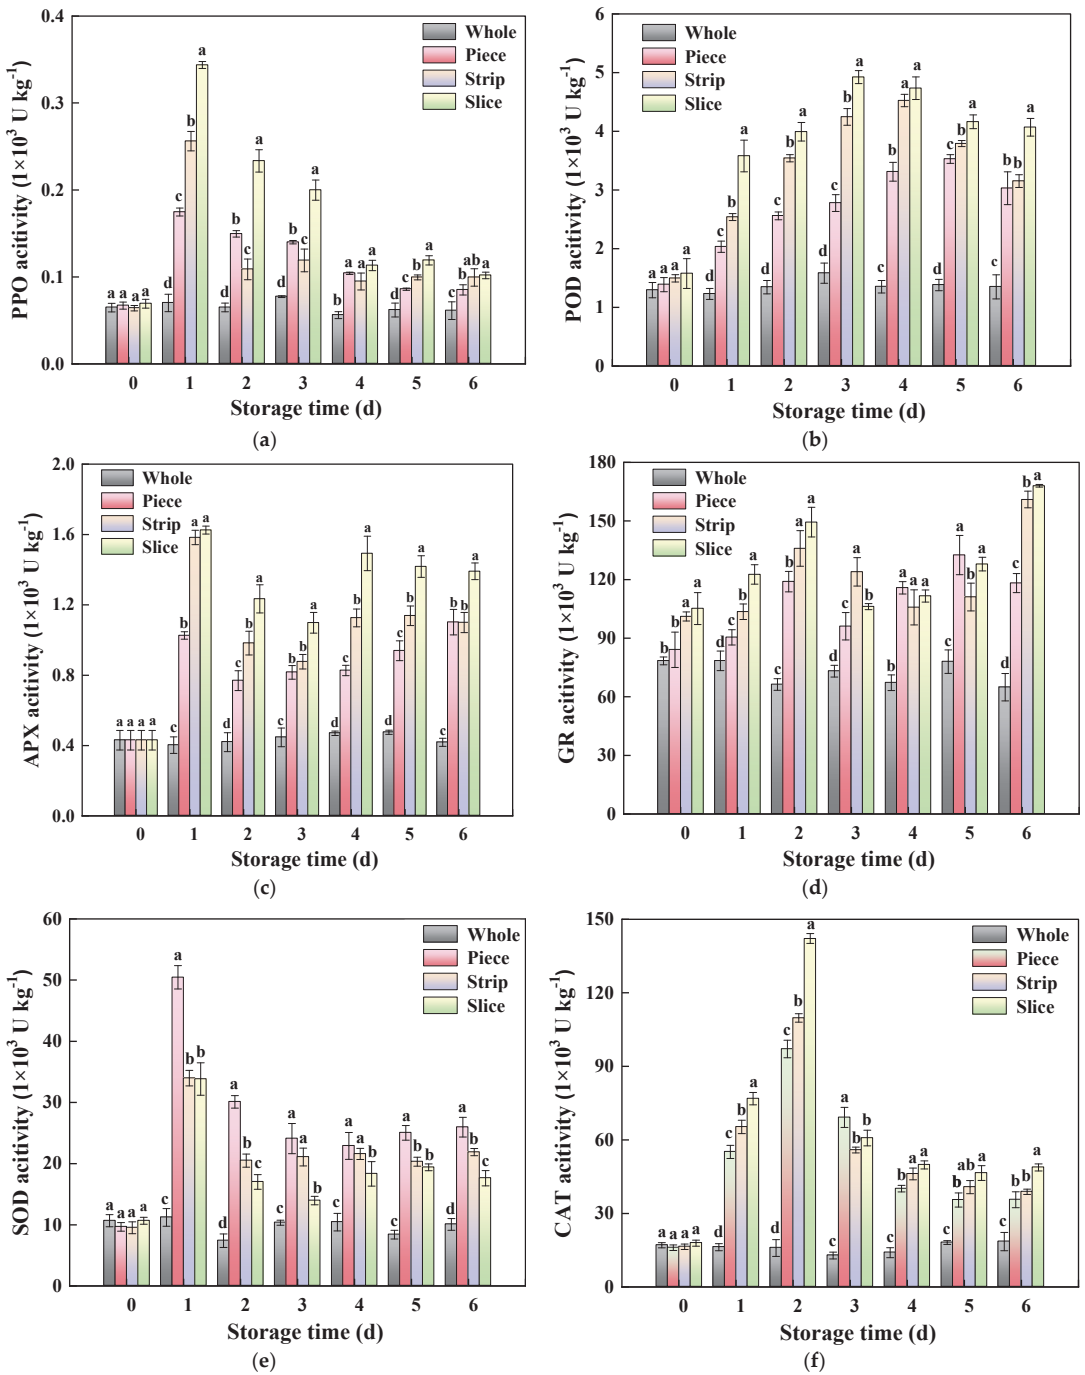 0.4
0.3
0.2
0.1
0.0
PPO acitivity (1×10³ U kg⁻¹)
Whole
Piece
Strip
Slice
a a a a
d c b a
d b c a
d b c a
b a a a
d c b a
c b ab a
0 1 2 3 4 5 6
Storage time (d)
(a)
6
5
4
3
2
1
0
POD acitivity (1×10³ U kg⁻¹)
Whole
Piece
Strip
Slice
a a a a
d c b a
d c b a
d c b a
c b a a
d c b a
c b b a
0 1 2 3 4 5 6
Storage time (d)
(b)
2.0
1.6
1.2
0.8
0.4
0.0
APX acitivity (1×10³ U kg⁻¹)
Whole
Piece
Strip
Slice
a a a a
c b a a
d c b a
c b b a
d c b a
d c b a
c b b a
0 1 2 3 4 5 6
Storage time (d)
(c)
180
150
120
90
60
30
0
GR acitivity (1×10³ U kg⁻¹)
Whole
Piece
Strip
Slice
b b a a
d c b a
c b a a
d c a b
b a a a
c a b a
d c b a
0 1 2 3 4 5 6
Storage time (d)
(d)
60
50
40
30
20
10
0
SOD acitivity (1×10³ U kg⁻¹)
Whole
Piece
Strip
Slice
a a a a
c a b b
d a b c
c a a b
c a a b
c a b b
d a b c
0 1 2 3 4 5 6
Storage time (d)
(e)
150
120
90
60
30
0
CAT acitivity (1×10³ U kg⁻¹)
Whole
Piece
Strip
Slice
a a a a
d c b a
d c b a
c a b b
c b a a
c b ab a
c b b a
0 1 2 3 4 5 6
Storage time (d)
(f)